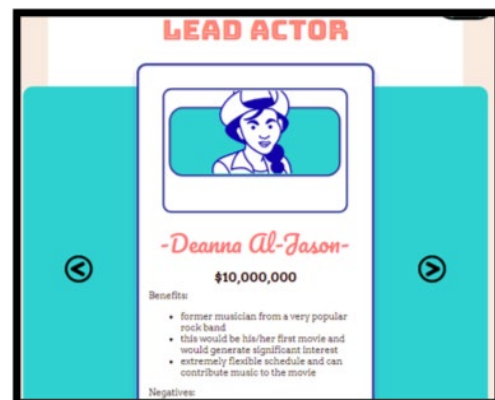 LEAD ACTOR
-Deanna Al-Jason-
$10,000,000
Benefits:
• former musician from a very popular
rock band
• this would be his/her first movie and
would generate significant interest
• extremely flexible schedule and can
contribute music to the movie
Negatives: